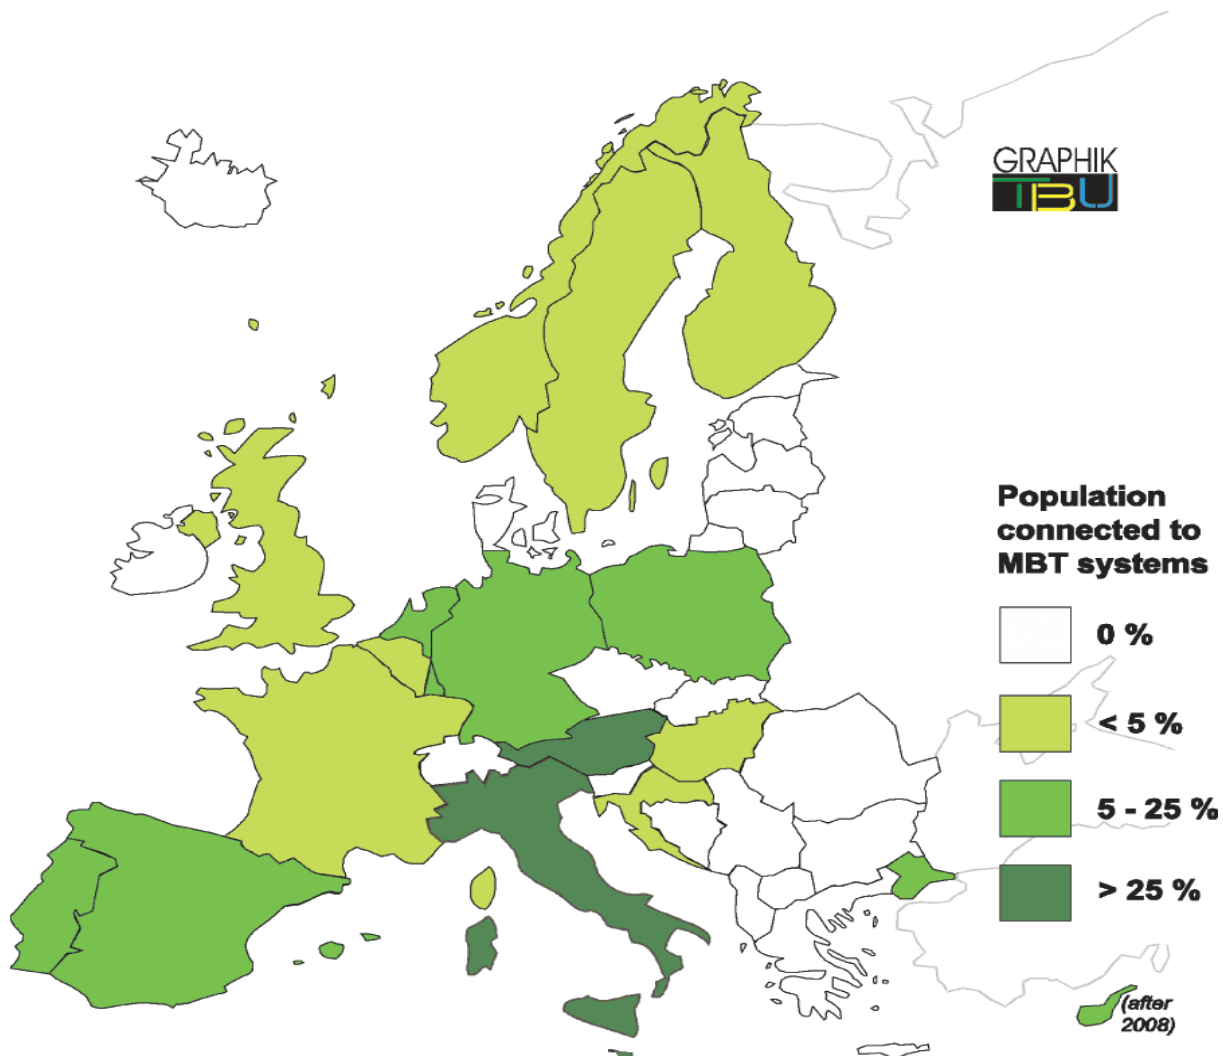 GRAPHIK
TBU
Population
connected to
MBT systems
0 %
< 5 %
5 - 25 %
> 25 %
(after
2008)